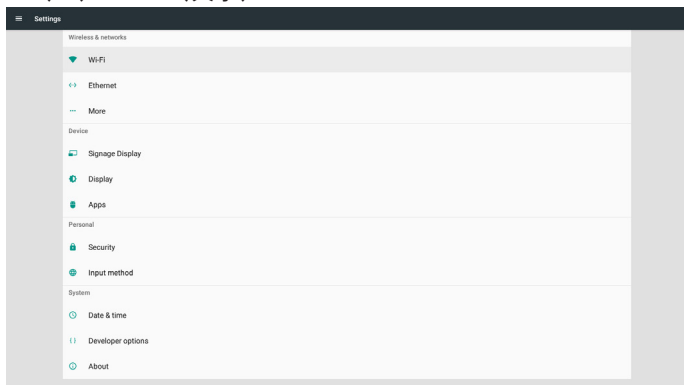 Settings
Wireless & networks
Wi-Fi
Ethernet
More
Device
Signage Display
Display
Apps
Personal
Security
Input method
System
Date & time
Developer options
About